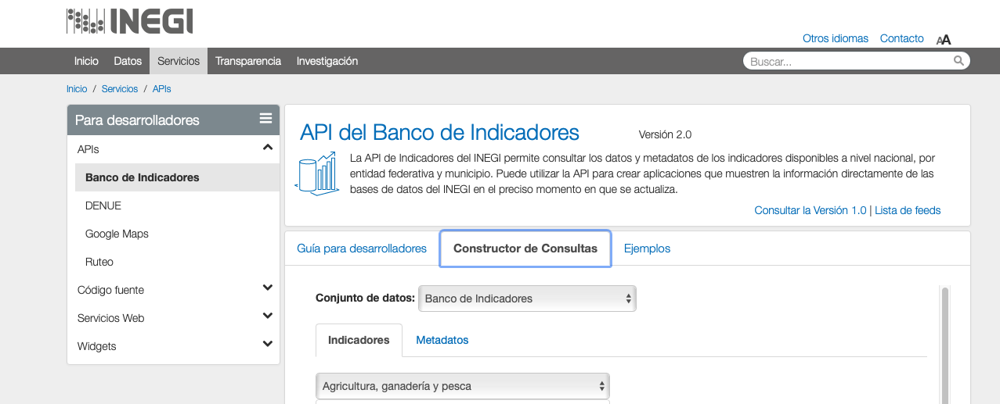 INEGI
Otros idiomas Contacto AA
Inicio Datos Servicios Transparencia Investigación Buscar...
Inicio / Servicios / APIs
Para desarrolladores
APIs
Banco de Indicadores
DENUE
Google Maps
Ruteo
Código fuente
Servicios Web
Widgets
API del Banco de Indicadores Versión 2.0
La API de Indicadores del INEGI permite consultar los datos y metadatos de los indicadores disponibles a nivel nacional, por
entidad federativa y municipio. Puede utilizar la API para crear aplicaciones que muestren la información directamente de las
bases de datos del INEGI en el preciso momento en que se actualiza.
Consultar la Versión 1.0 | Lista de feeds
Guía para desarrolladores Constructor de Consultas Ejemplos
Conjunto de datos: Banco de Indicadores
Indicadores Metadatos
Agricultura, ganadería y pesca